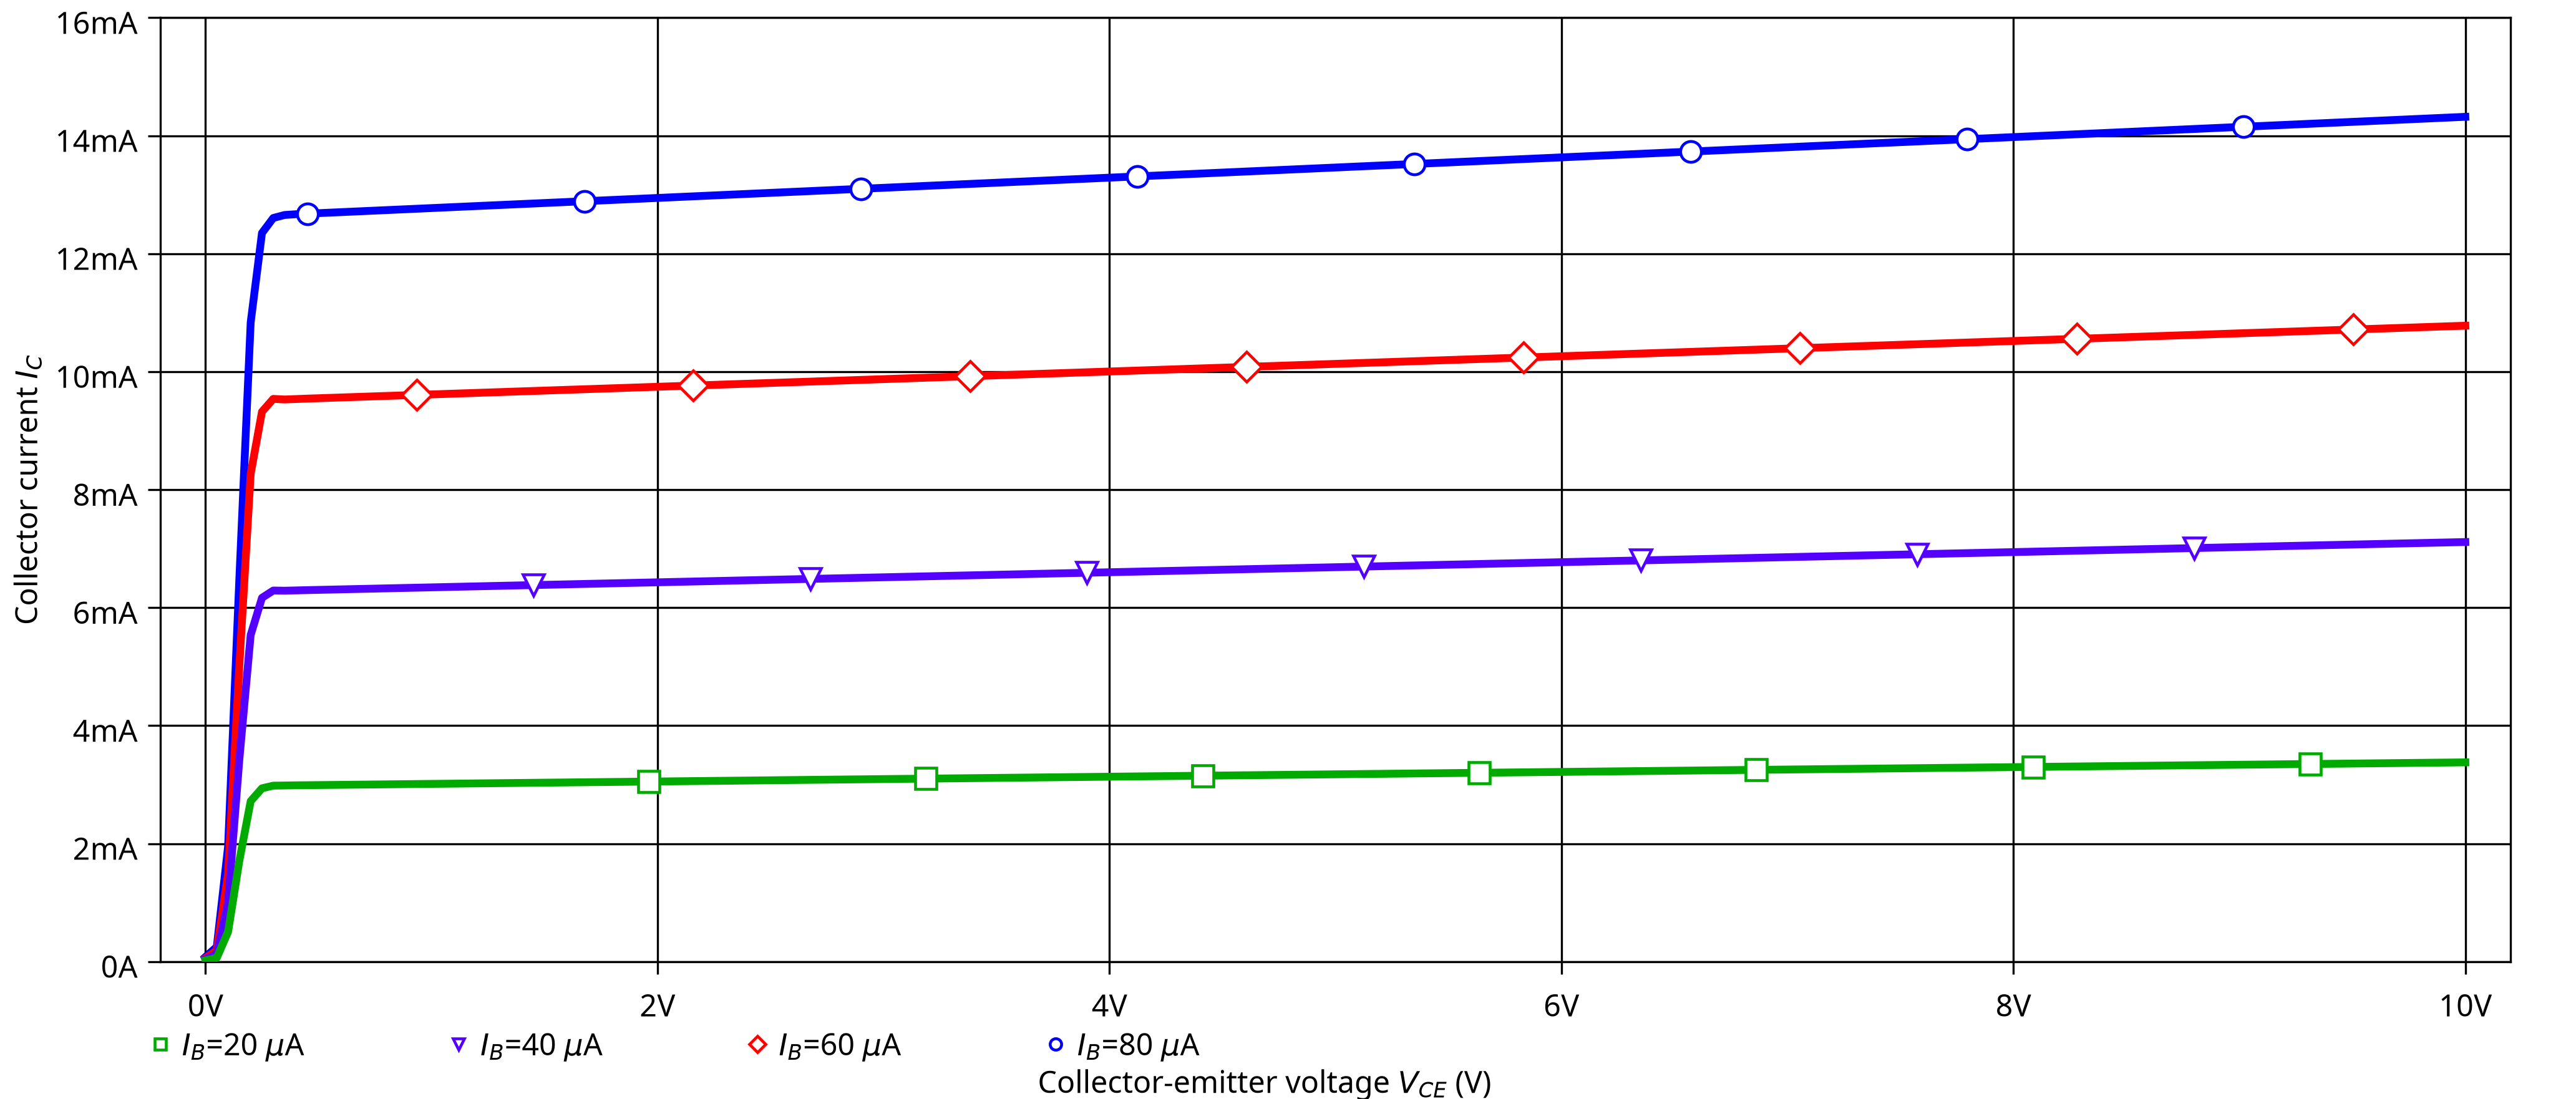 16mA
14mA
12mA
10mA
8mA
6mA
4mA
2mA
0A
Collector current I_C
0V 2V 4V 6V 8V 10V
I_B=20 μA I_B=40 μA I_B=60 μA I_B=80 μA
Collector-emitter voltage V_CE (V)